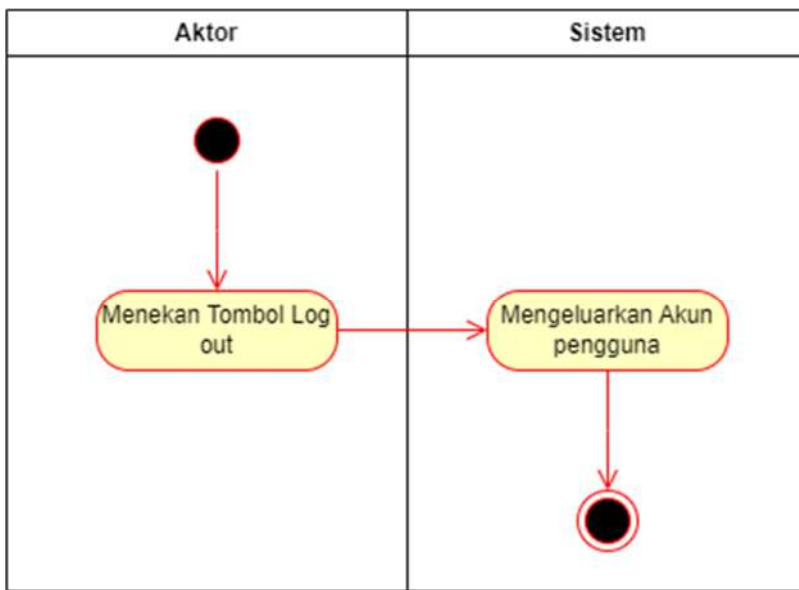 Aktor
Sistem
Menekan Tombol Log
out
Mengeluarkan Akun
pengguna